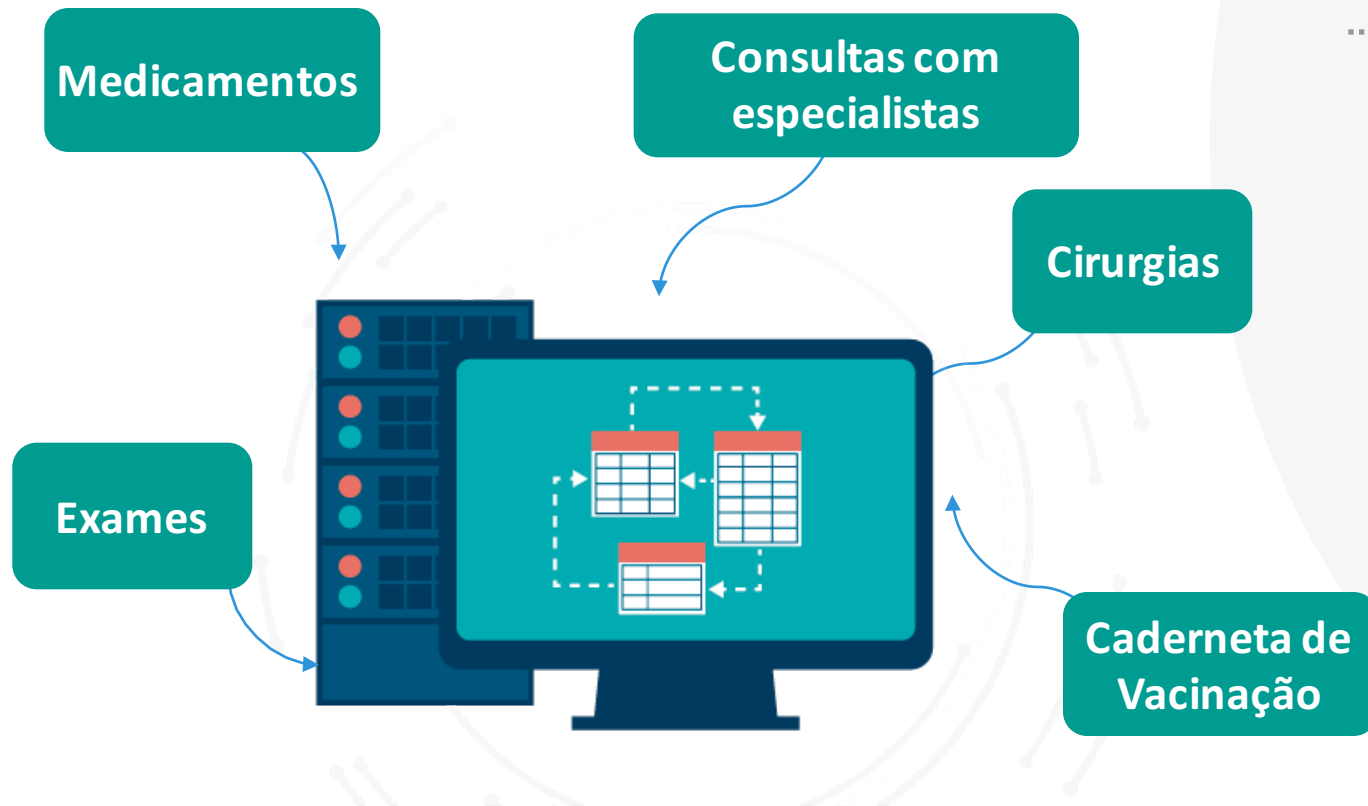 Medicamentos
Consultas com
especialistas
Cirurgias
Exames
Caderneta de
Vacinação